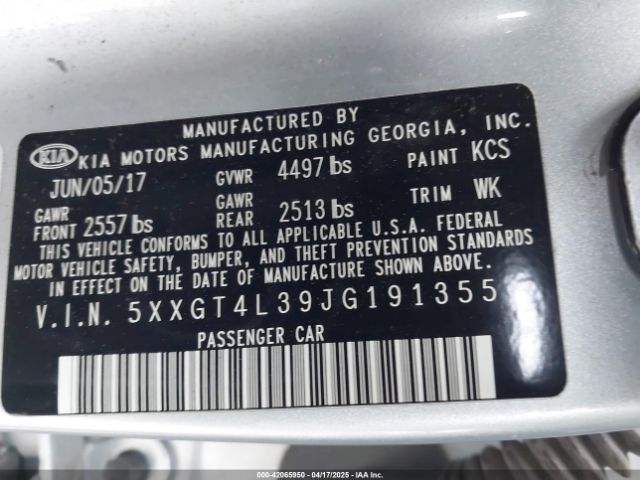 MANUFACTURED BY
KIA KIA MOTORS MANUFACTURING GEORGIA, INC.
JUN/05/17 GVWR 4497 lbs PAINT KCS
GAWR FRONT 2557 lbs GAWR REAR 2513 lbs TRIM WK
THIS VEHICLE CONFORMS TO ALL APPLICABLE U.S.A. FEDERAL
MOTOR VEHICLE SAFETY, BUMPER, AND THEFT PREVENTION STANDARDS
IN EFFECT ON THE DATE OF MANUFACTURE SHOWN ABOVE.
V.I.N. 5XXGT4L39JG191355
PASSENGER CAR
000-42065950 | 04/17/2025 | IAA Inc.